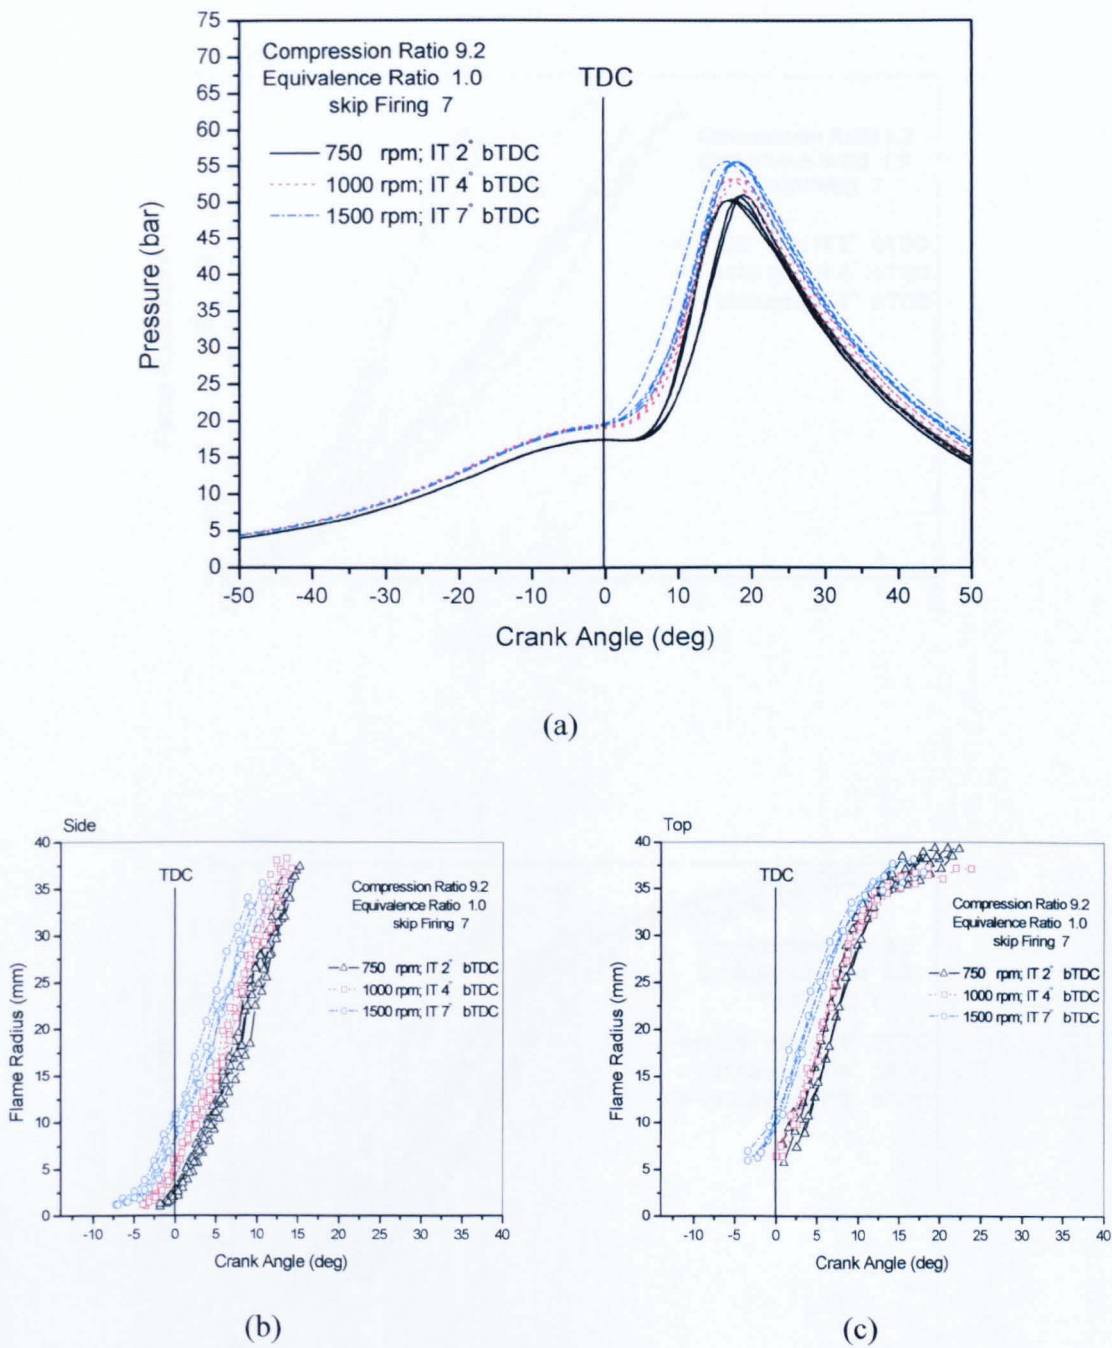 Compression Ratio 9.2
Equivalence Ratio 1.0
skip Firing 7
TDC
750 rpm; IT 2° bTDC
1000 rpm; IT 4° bTDC
1500 rpm; IT 7° bTDC
Pressure (bar)
75
70
65
60
55
50
45
40
35
30
25
20
15
10
5
0
-50 -40 -30 -20 -10 0 10 20 30 40 50
Crank Angle (deg)
(a)
Side
TDC
Compression Ratio 9.2
Equivalence Ratio 1.0
skip Firing 7
750 rpm; IT 2° bTDC
1000 rpm; IT 4° bTDC
1500 rpm; IT 7° bTDC
Flame Radius (mm)
40
35
30
25
20
15
10
5
0
-10 -5 0 5 10 15 20 25 30 35 40
Crank Angle (deg)
(b)
Top
TDC
Compression Ratio 9.2
Equivalence Ratio 1.0
skip Firing 7
750 rpm; IT 2° bTDC
1000 rpm; IT 4° bTDC
1500 rpm; IT 7° bTDC
Flame Radius (mm)
40
35
30
25
20
15
10
5
0
-10 -5 0 5 10 15 20 25 30 35 40
Crank Angle (deg)
(c)